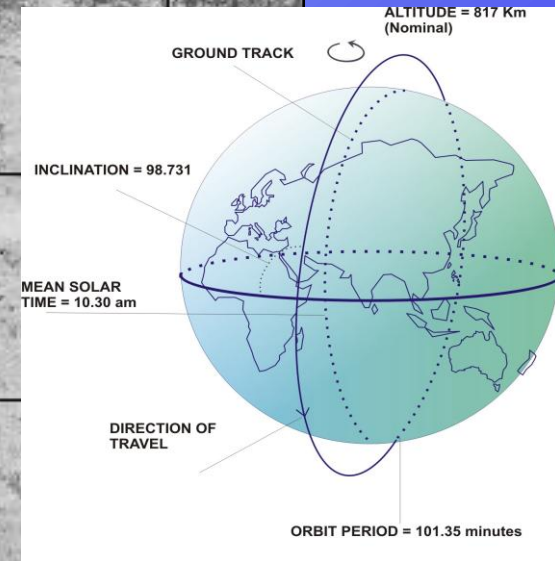 ALTITUDE = 817 Km
(Nominal)
GROUND TRACK
INCLINATION = 98.731
MEAN SOLAR
TIME = 10.30 am
DIRECTION OF
TRAVEL
ORBIT PERIOD = 101.35 minutes